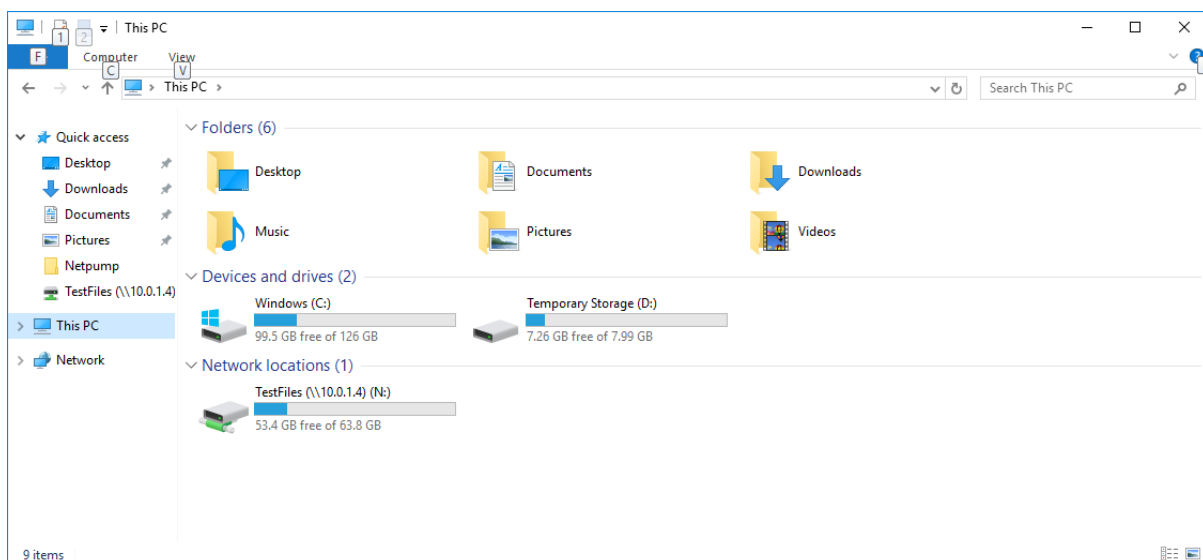 This PC
1
2
F
Computer
View
C
V
This PC
Search This PC
Quick access
Desktop
Downloads
Documents
Pictures
Netpump
TestFiles (\\10.0.1.4)
This PC
Network
Folders (6)
Desktop
Documents
Downloads
Music
Pictures
Videos
Devices and drives (2)
Windows (C:)
99.5 GB free of 126 GB
Temporary Storage (D:)
7.26 GB free of 7.99 GB
Network locations (1)
TestFiles (\\10.0.1.4) (N:)
53.4 GB free of 63.8 GB
9 items